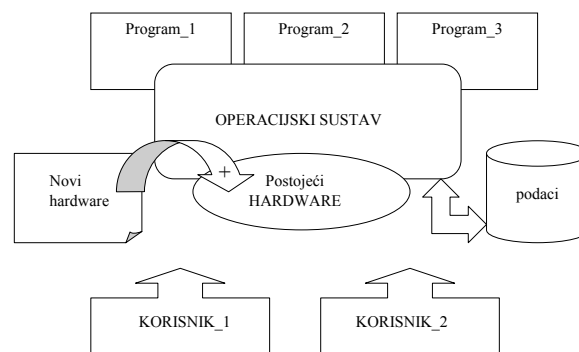 Program_1
Program_2
Program_3
OPERACIJSKI SUSTAV
Novi
hardware
+
Postojeći
HARDWARE
podaci
KORISNIK_1
KORISNIK_2